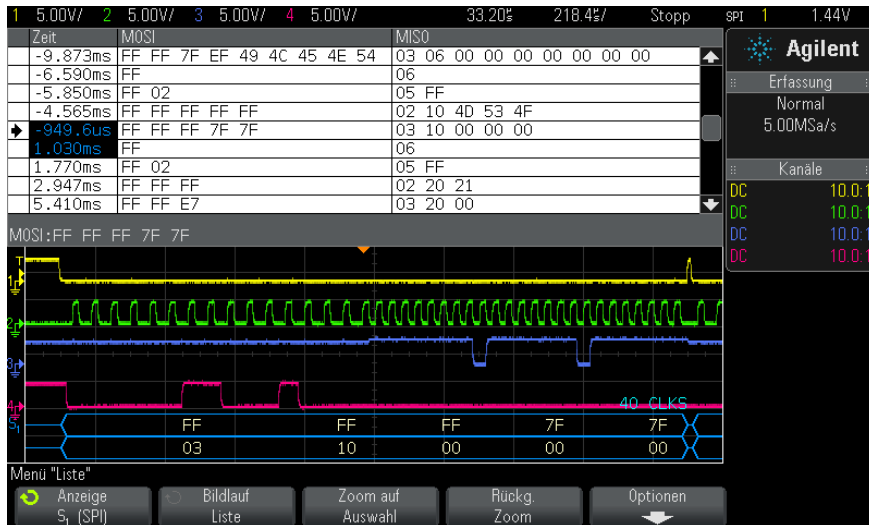 1 5.00V/ 2 5.00V/ 3 5.00V/ 4 5.00V/ 33.20s 218.4s/ Stopp SPI 1 1.44V
Zeit MOSI MISO
-9.873ms FF FF 7F EF 49 4C 45 4E 54 03 06 00 00 00 00 00 00 00
-6.590ms FF 06
-5.850ms FF 02 05 FF
-4.565ms FF FF FF FF FF 02 10 4D 53 4F
-949.6us FF FF FF 7F 7F 03 10 00 00 00
1.030ms FF 06
1.770ms FF 02 05 FF
2.947ms FF FF FF 02 20 21
5.410ms FF FF E7 03 20 00
Agilent
Erfassung
Normal
5.00MSa/s
Kanäle
DC 10.0:1
DC 10.0:1
DC 10.0:1
DC 10.0:1
MOSI:FF FF FF 7F 7F
T
1
2
3
4
40 CLKS
S1
FF FF FF 7F 7F
03 10 00 00 00
Menü "Liste"
Anzeige
S1 (SPI)
Bildlauf
Liste
Zoom auf
Auswahl
Rückg.
Zoom
Optionen